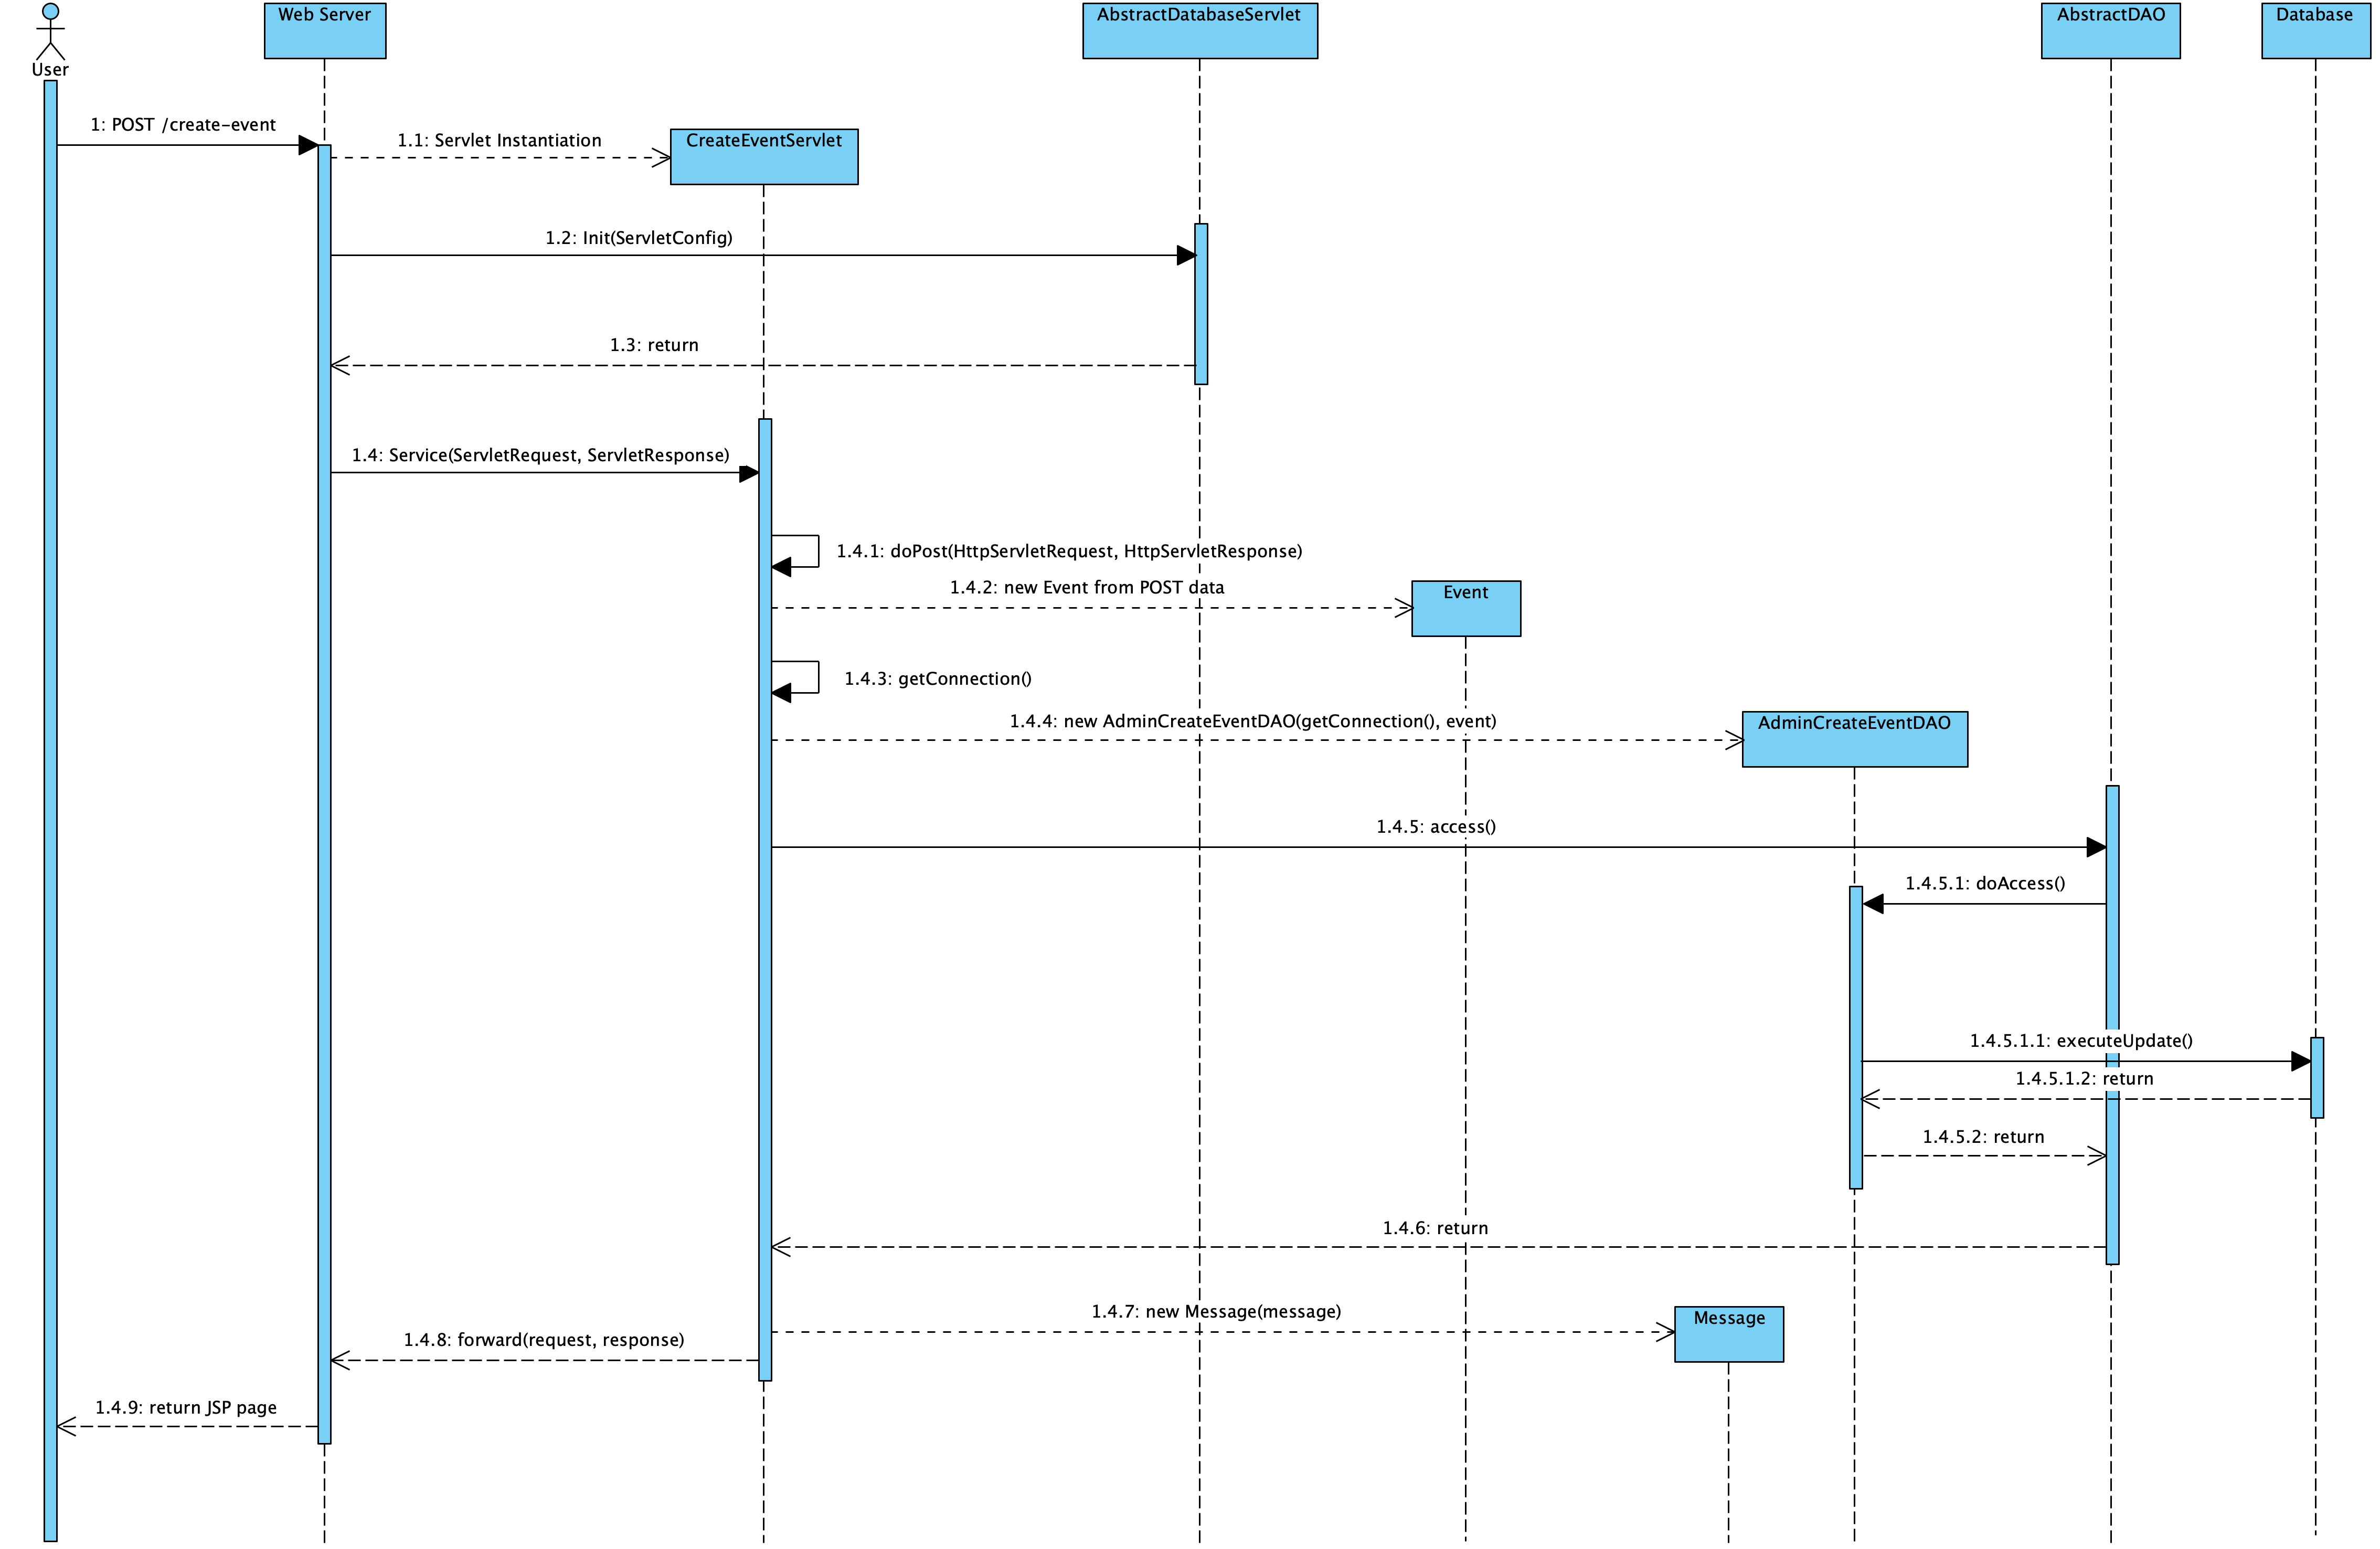 User
Web Server
AbstractDatabaseServlet
AbstractDAO
Database
1: POST /create-event
1.1: Servlet Instantiation
CreateEventServlet
1.2: Init(ServletConfig)
1.3: return
1.4: Service(ServletRequest, ServletResponse)
1.4.1: doPost(HttpServletRequest, HttpServletResponse)
1.4.2: new Event from POST data
Event
1.4.3: getConnection()
1.4.4: new AdminCreateEventDAO(getConnection(), event)
AdminCreateEventDAO
1.4.5: access()
1.4.5.1: doAccess()
1.4.5.1.1: executeUpdate()
1.4.5.1.2: return
1.4.5.2: return
1.4.6: return
1.4.7: new Message(message)
Message
1.4.8: forward(request, response)
1.4.9: return JSP page